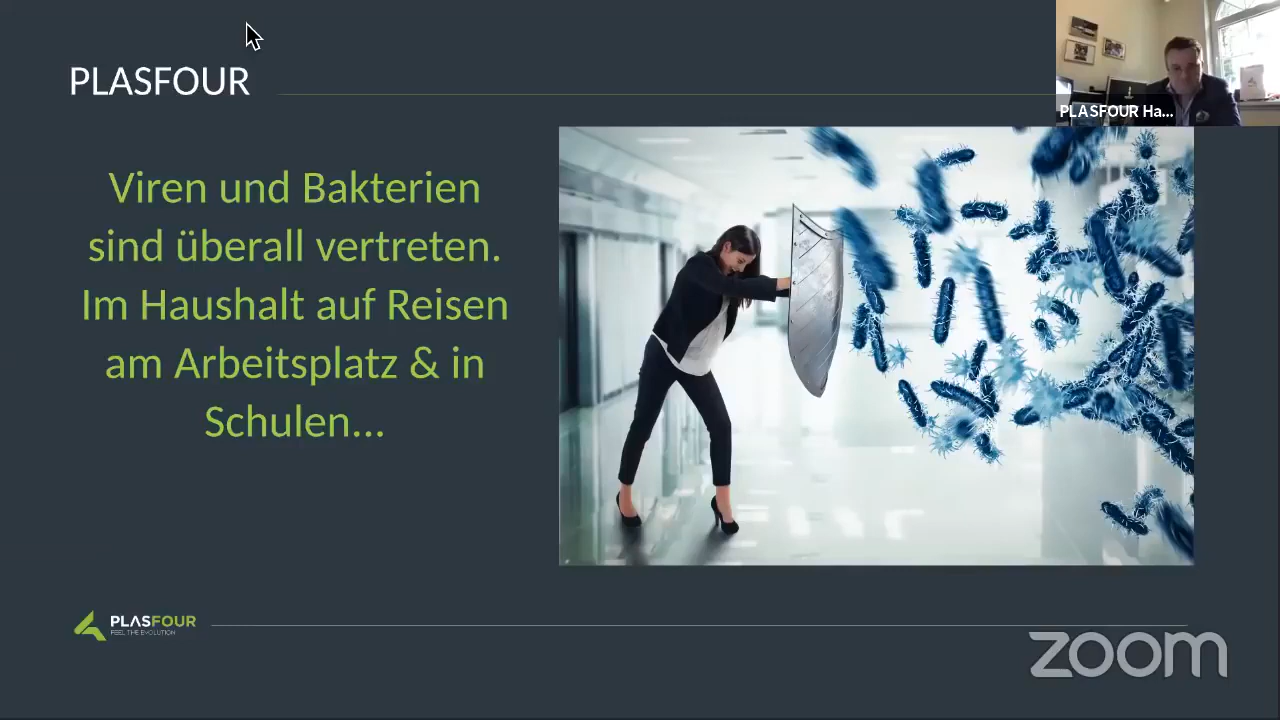 PLASFOUR
PLASFOUR Ha...
Viren und Bakterien
sind überall vertreten.
Im Haushalt auf Reisen
am Arbeitsplatz & in
Schulen...
PLASFOUR
FEEL THE EVOLUTION
zoom